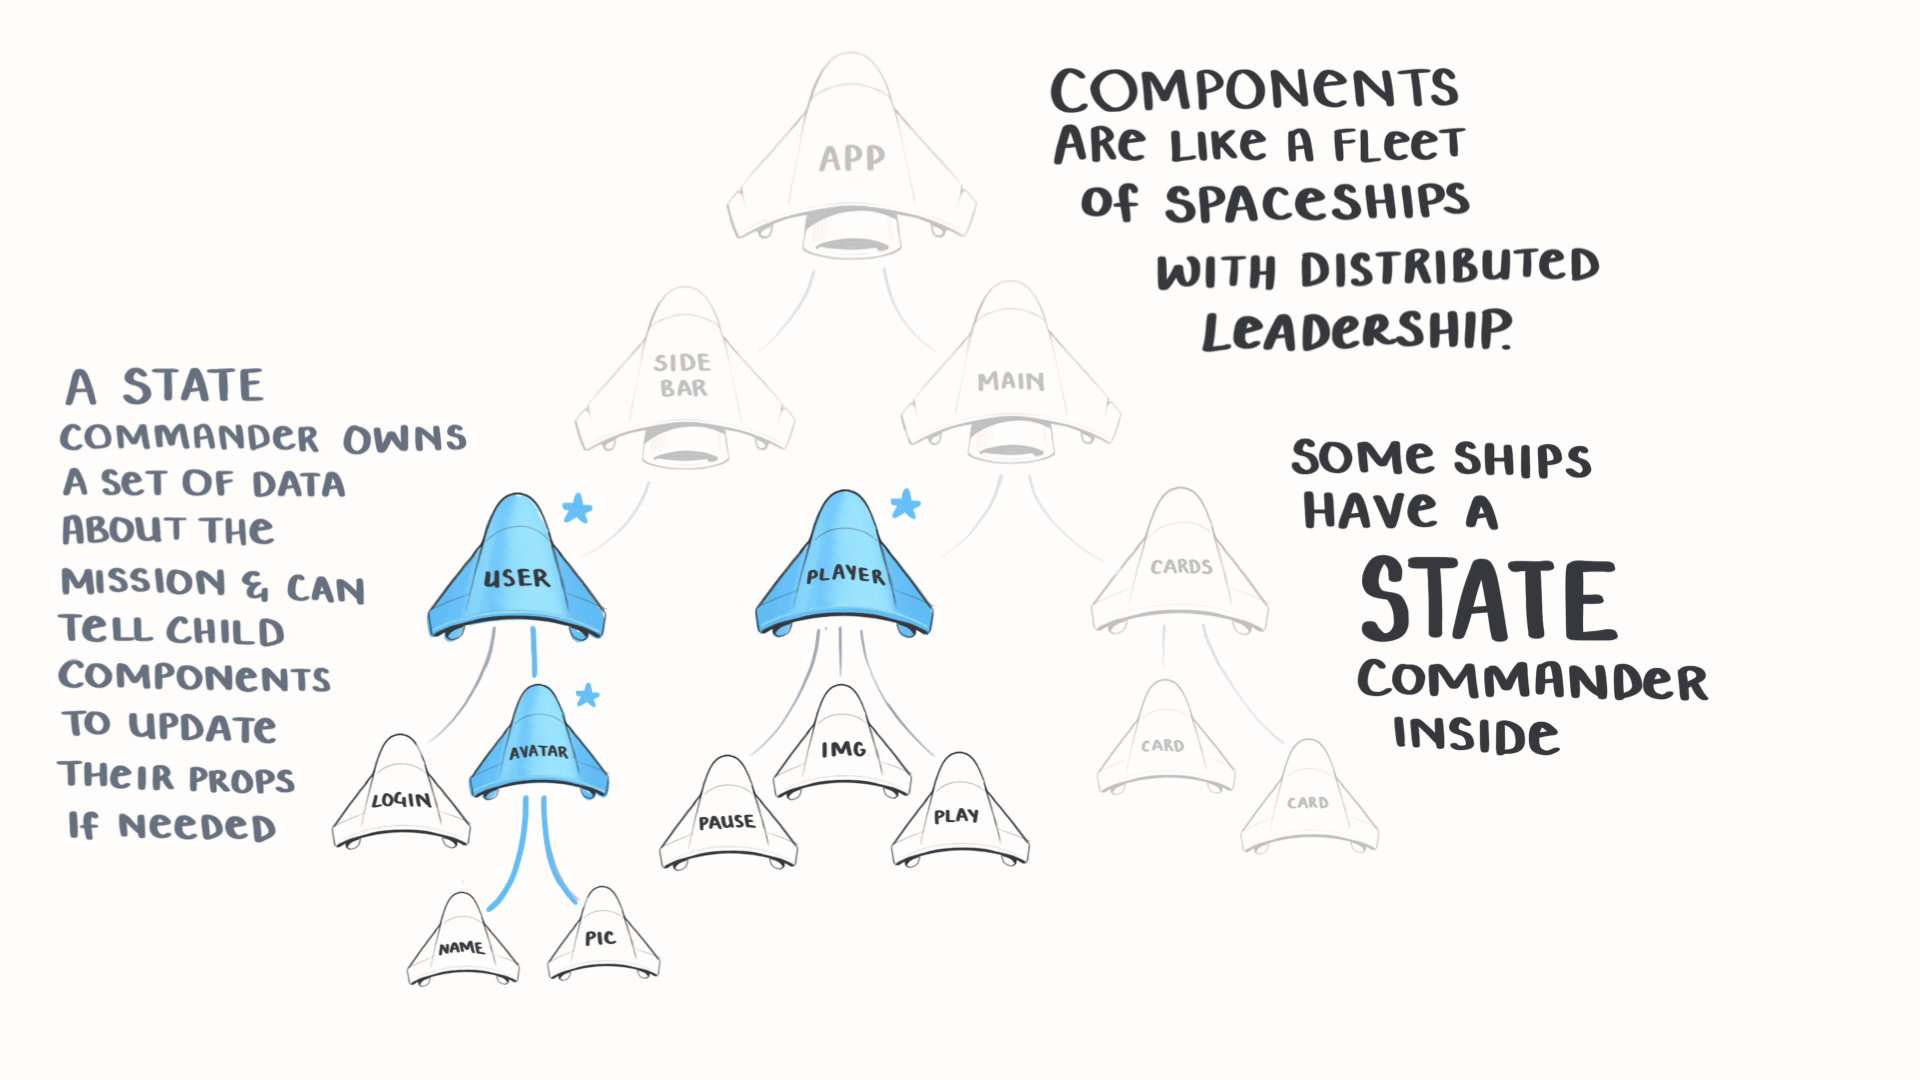 COMPONENTS
ARE LIKE A FLEET
OF SPACESHIPS
WITH DISTRIBUTED
LEADERSHIP.
SOME SHIPS
HAVE A
STATE
COMMANDER
INSIDE
A STATE
COMMANDER OWNS
A SET OF DATA
ABOUT THE
MISSION & CAN
TELL CHILD
COMPONENTS
TO UPDATE
THEIR PROPS
IF NEEDED
APP
SIDE
BAR
MAIN
USER
PLAYER
CARDS
LOGIN
AVATAR
PAUSE
IMG
PLAY
CARD
CARD
NAME
PIC